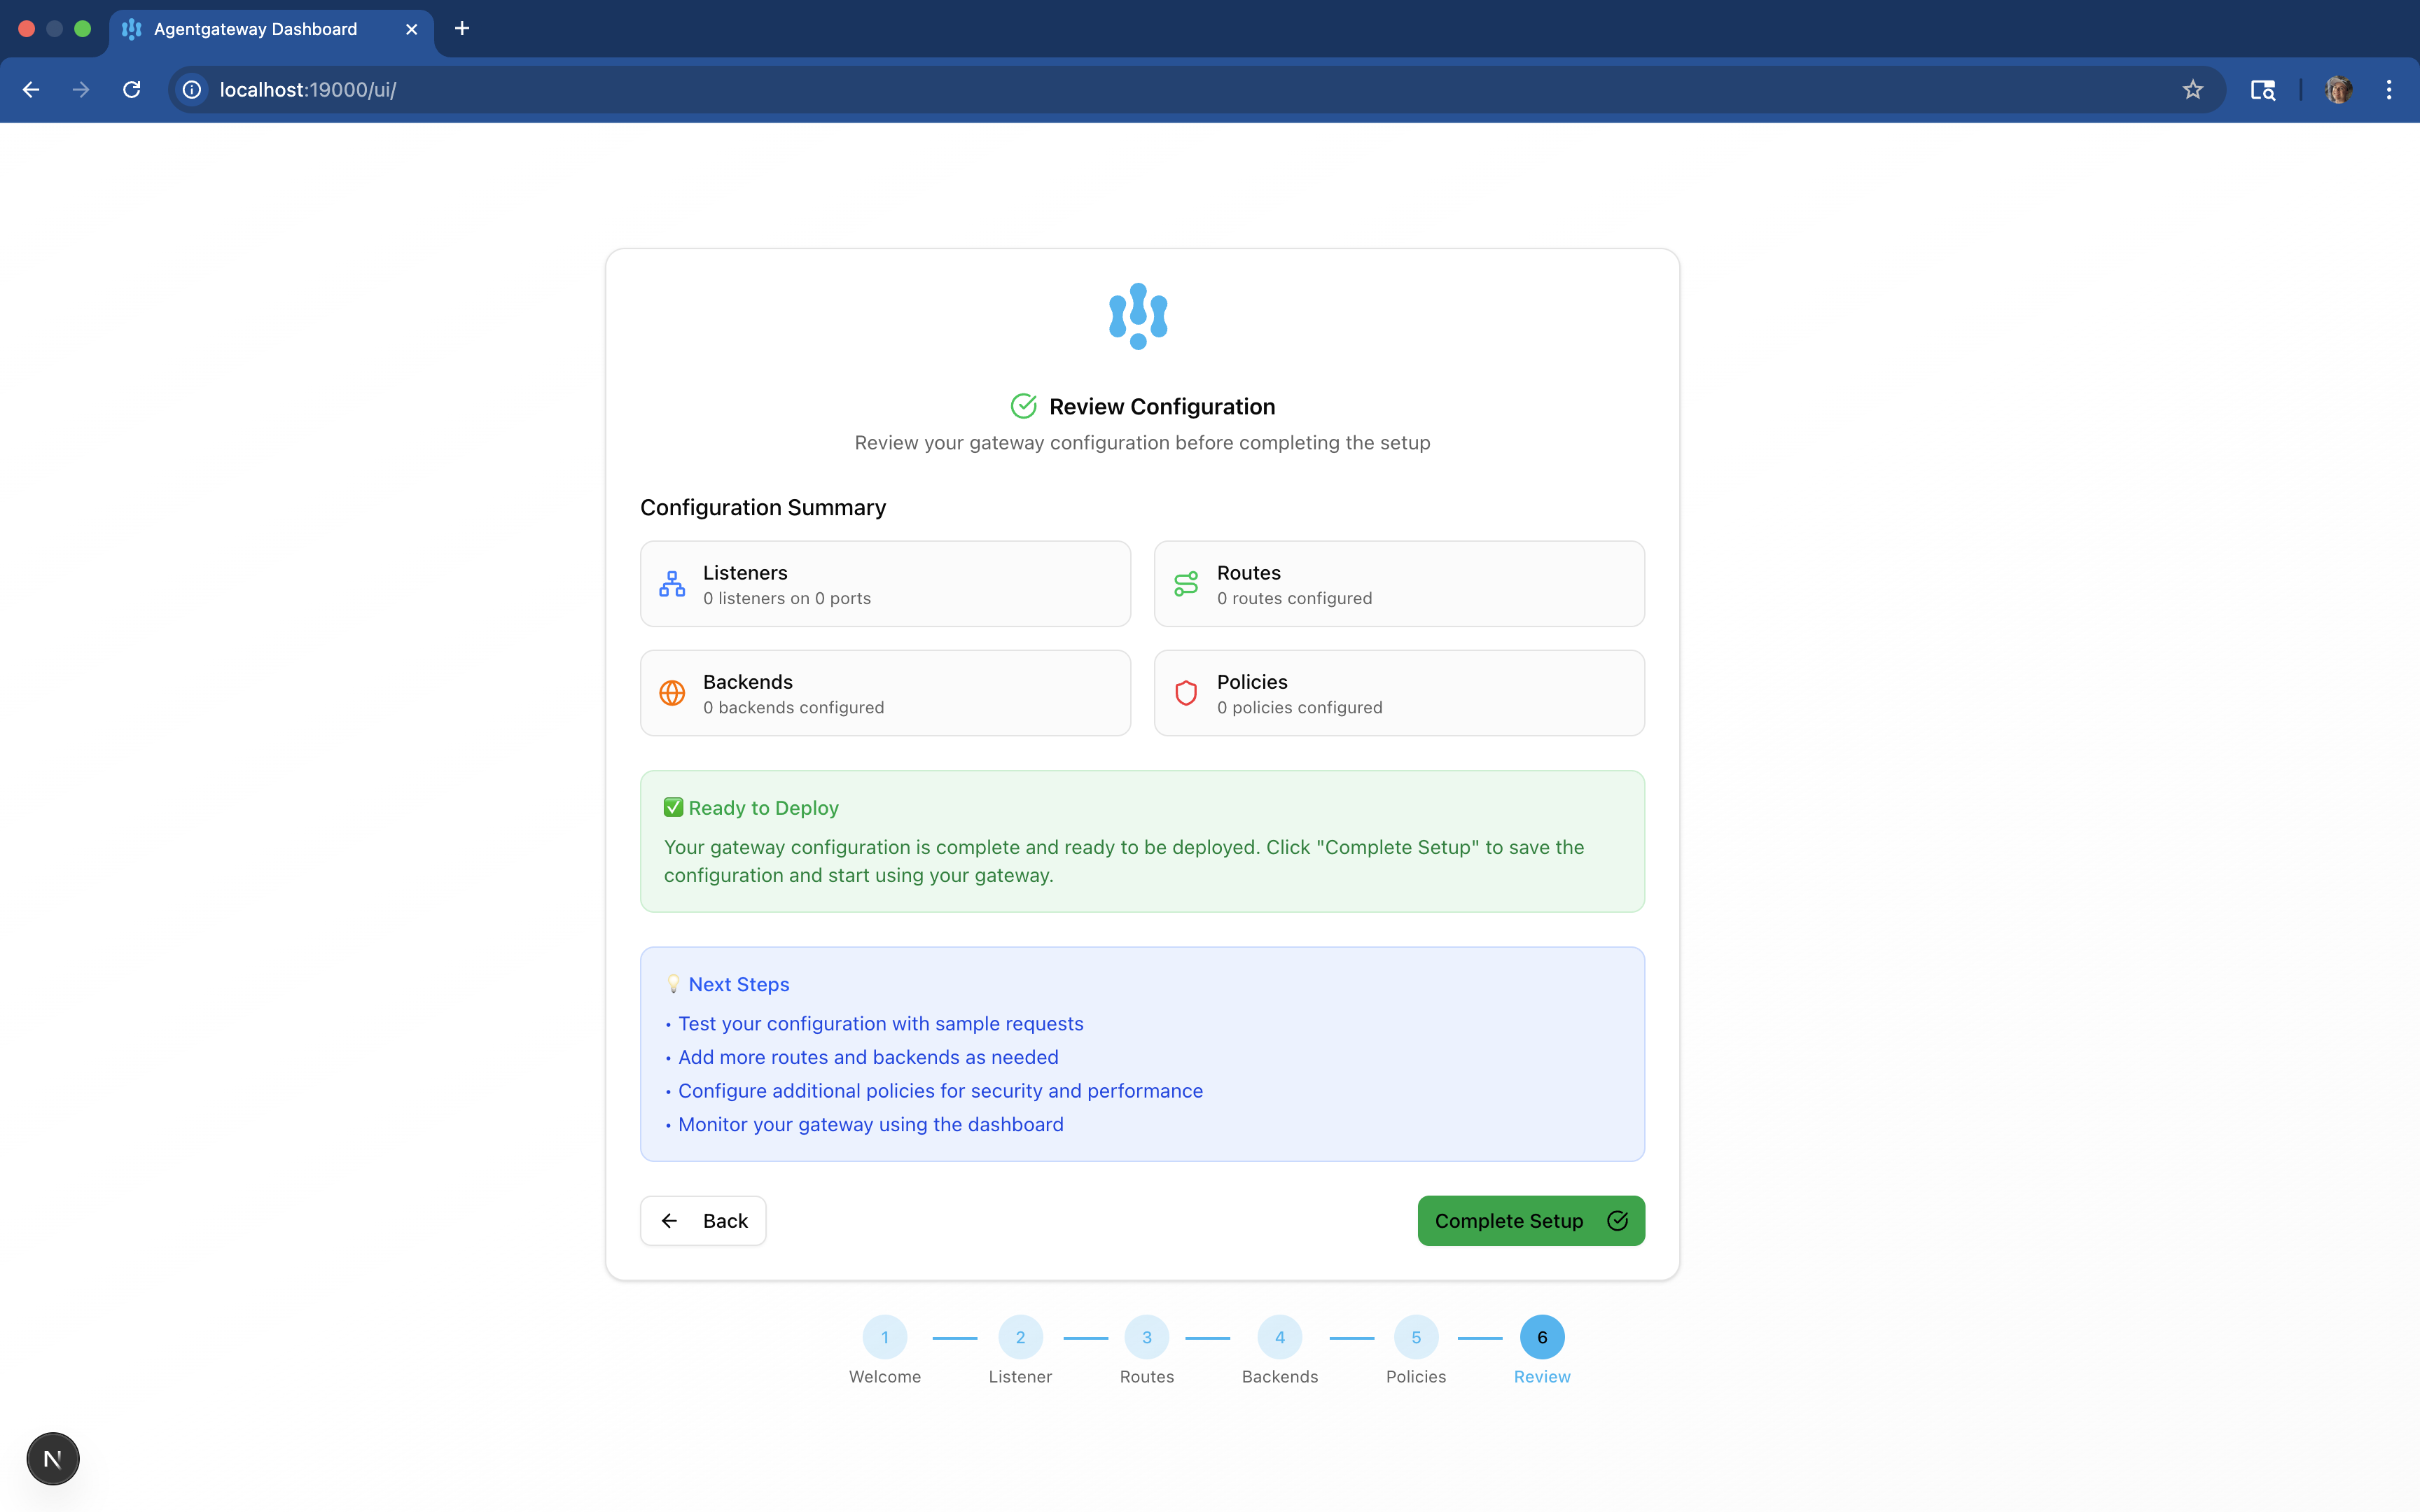 Agentgateway Dashboard
localhost:19000/ui/
Review Configuration
Review your gateway configuration before completing the setup
Configuration Summary
Listeners
0 listeners on 0 ports
Routes
0 routes configured
Backends
0 backends configured
Policies
0 policies configured
✅ Ready to Deploy
Your gateway configuration is complete and ready to be deployed. Click "Complete Setup" to save the
configuration and start using your gateway.
💡 Next Steps
• Test your configuration with sample requests
• Add more routes and backends as needed
• Configure additional policies for security and performance
• Monitor your gateway using the dashboard
Back
Complete Setup
1 2 3 4 5 6
Welcome Listener Routes Backends Policies Review
N